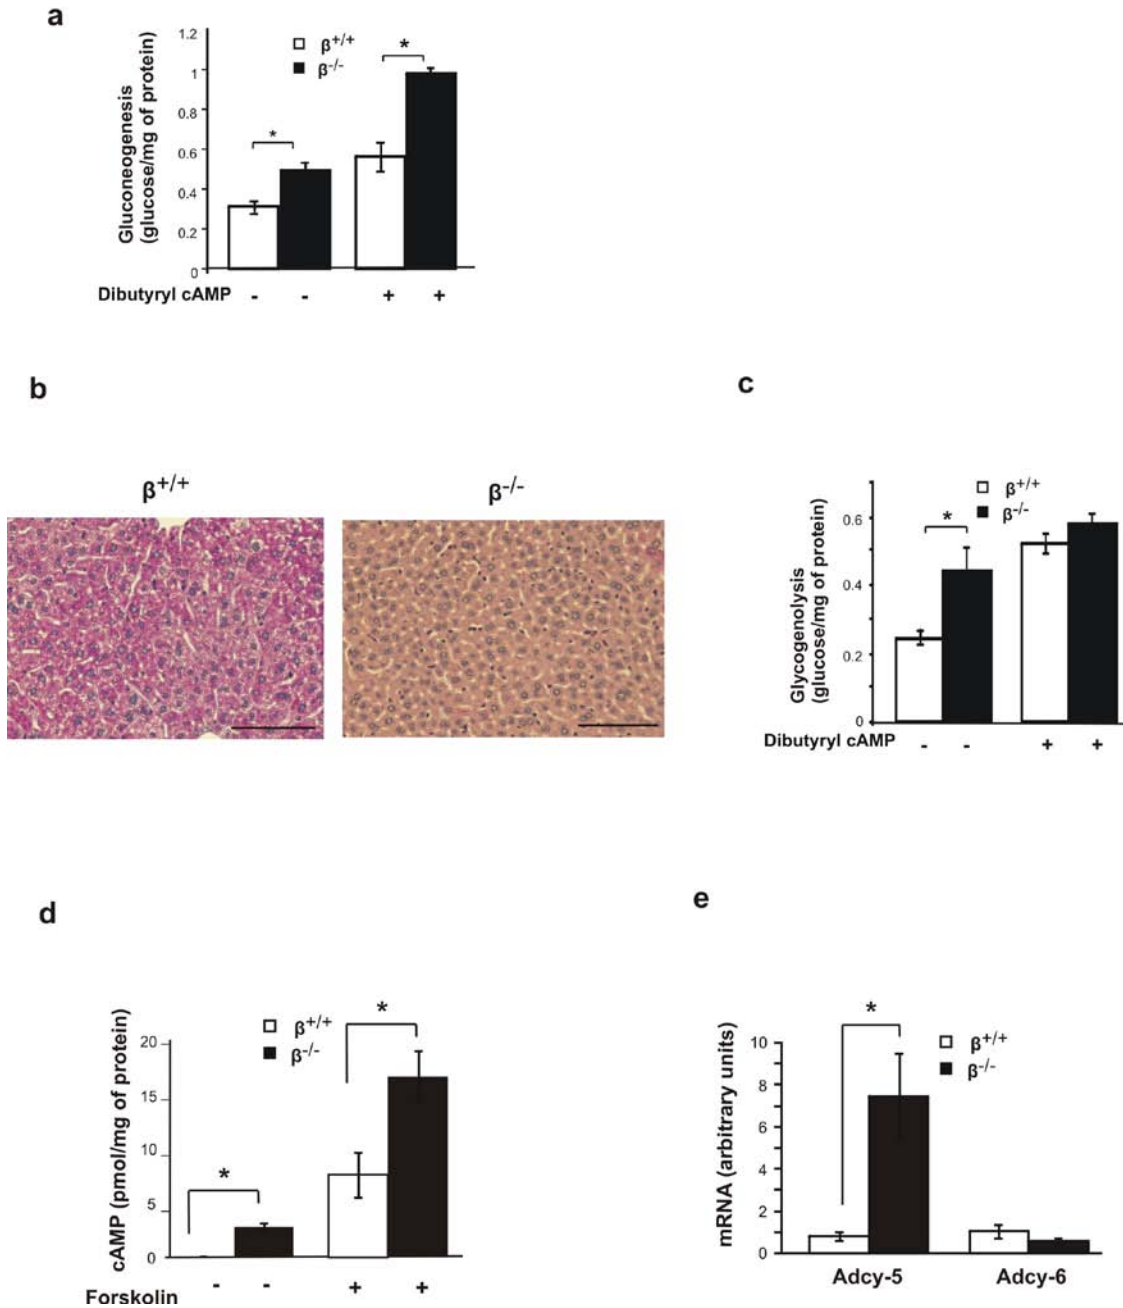 a
Gluconeogenesis
(glucose/mg of protein)
1.2
1
0.8
0.6
0.4
0.2
0
β+/+
β-/-
*
*
Dibutyryl cAMP - - + +
b
β+/+
β-/-
c
Glycogenolysis
(glucose/mg of protein)
0.6
0.4
0.2
0
β+/+
β-/-
*
Dibutyryl cAMP - - + +
d
cAMP (pmol/mg of protein)
20
15
10
5
0
β+/+
β-/-
*
*
Forskolin - - + +
e
mRNA (arbitrary units)
10
8
6
4
2
0
β+/+
β-/-
*
Adcy-5 Adcy-6